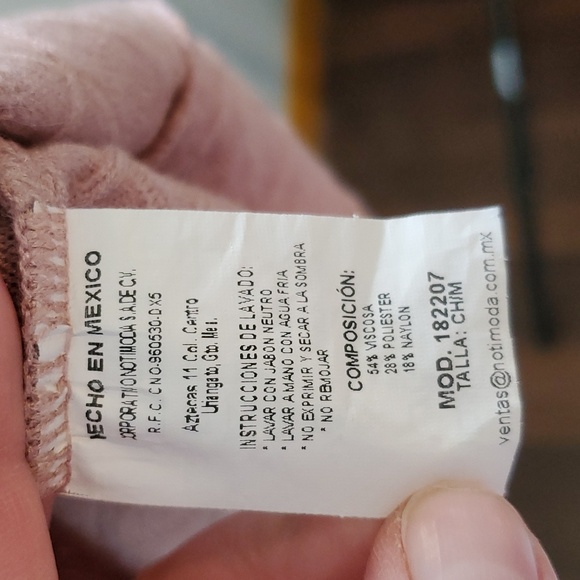 HECHO EN MEXICO
CORPORATIVO NOTIMODA S.A.DE C.V.
R.F.C. CNO-960530-DX5
Aztecas 11 Col. Centro
Uriangato, Gto. Mex.
INSTRUCCIONES DE LAVADO:
* LAVAR CON JABON NEUTRO
* LAVAR A MANO CON AGUA FRIA
* NO EXPRIMIR Y SECAR A LA SOMBRA
* NO REMOJAR
COMPOSICIÓN:
54% VISCOSA
28% POLIESTER
18% NAYLON
MOD. 182207
TALLA: CH/M
ventas@notimoda.com.mx